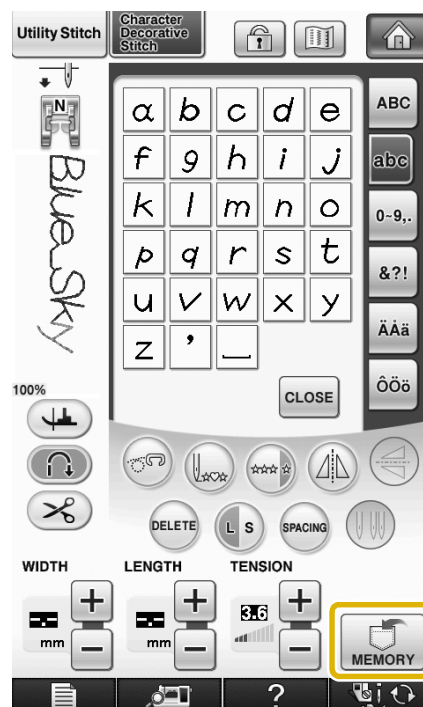 Utility Stitch
Character
Decorative
Stitch
N
Blue_Sky
a b c d e
f g h i j
k l m n o
p q r s t
u v w x y
z ' _
CLOSE
ABC
abc
0~9,.
&?!
ÄÅä
ÔÖö
100%
DELETE
L S
SPACING
WIDTH
LENGTH
TENSION
+
+
3.6
+
mm
−
mm
−
−
MEMORY
?
i